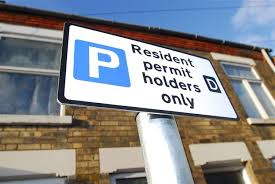 P
Resident
permit
holders D
only